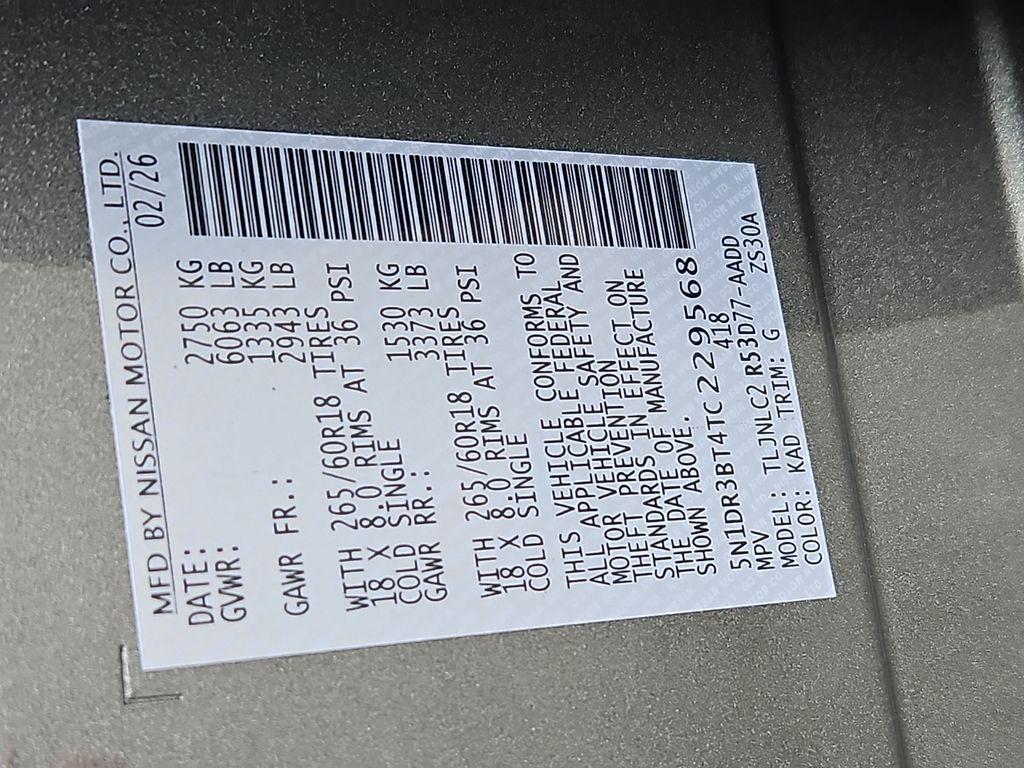 MFD BY NISSAN MOTOR CO., LTD.
DATE: 02/26
GVWR: 2750 KG
6063 LB
GAWR FR.: 1335 KG
2943 LB
WITH 265/60R18 TIRES
18 X 8.0 RIMS AT 36 PSI
COLD SINGLE
GAWR RR.: 1530 KG
3373 LB
WITH 265/60R18 TIRES
18 X 8.0 RIMS AT 36 PSI
COLD SINGLE
THIS VEHICLE CONFORMS TO
ALL APPLICABLE FEDERAL
MOTOR VEHICLE SAFETY AND
THEFT PREVENTION
STANDARDS IN EFFECT ON
THE DATE OF MANUFACTURE
SHOWN ABOVE.
5N1DR3BT4TC229568
MPV 418
MODEL: TLJNLC2 R53D77-AADD
COLOR: KAD TRIM: G ZS30A